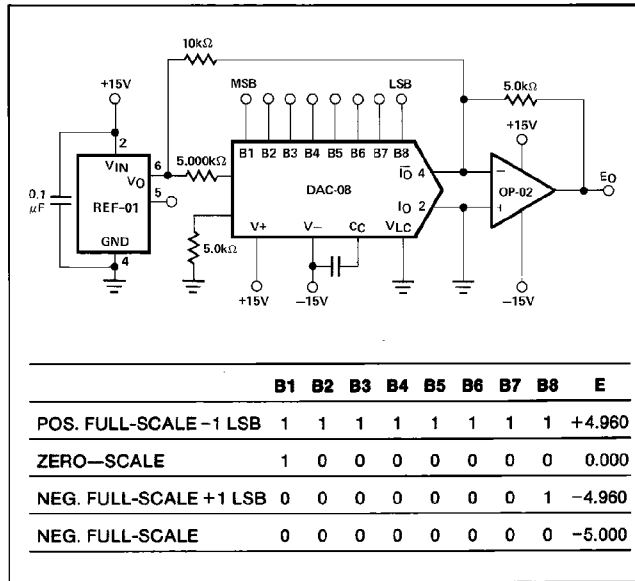 10kΩ
+15V
MSB
LSB
5.0kΩ
+15V
2
VIN
VO
6
5
5.000kΩ
B1 B2 B3 B4 B5 B6 B7 B8
IO 4
DAC-08
IO 2
−
+
OP-02
EO
0.1
μF
REF-01
GND
4
5.0kΩ
V+
V−
CC
VLC
+15V
−15V
−15V
B1 B2 B3 B4 B5 B6 B7 B8 E
POS. FULL-SCALE −1 LSB 1 1 1 1 1 1 1 1 +4.960
ZERO—SCALE 1 0 0 0 0 0 0 0 0.000
NEG. FULL-SCALE +1 LSB 0 0 0 0 0 0 0 1 −4.960
NEG. FULL-SCALE 0 0 0 0 0 0 0 0 −5.000